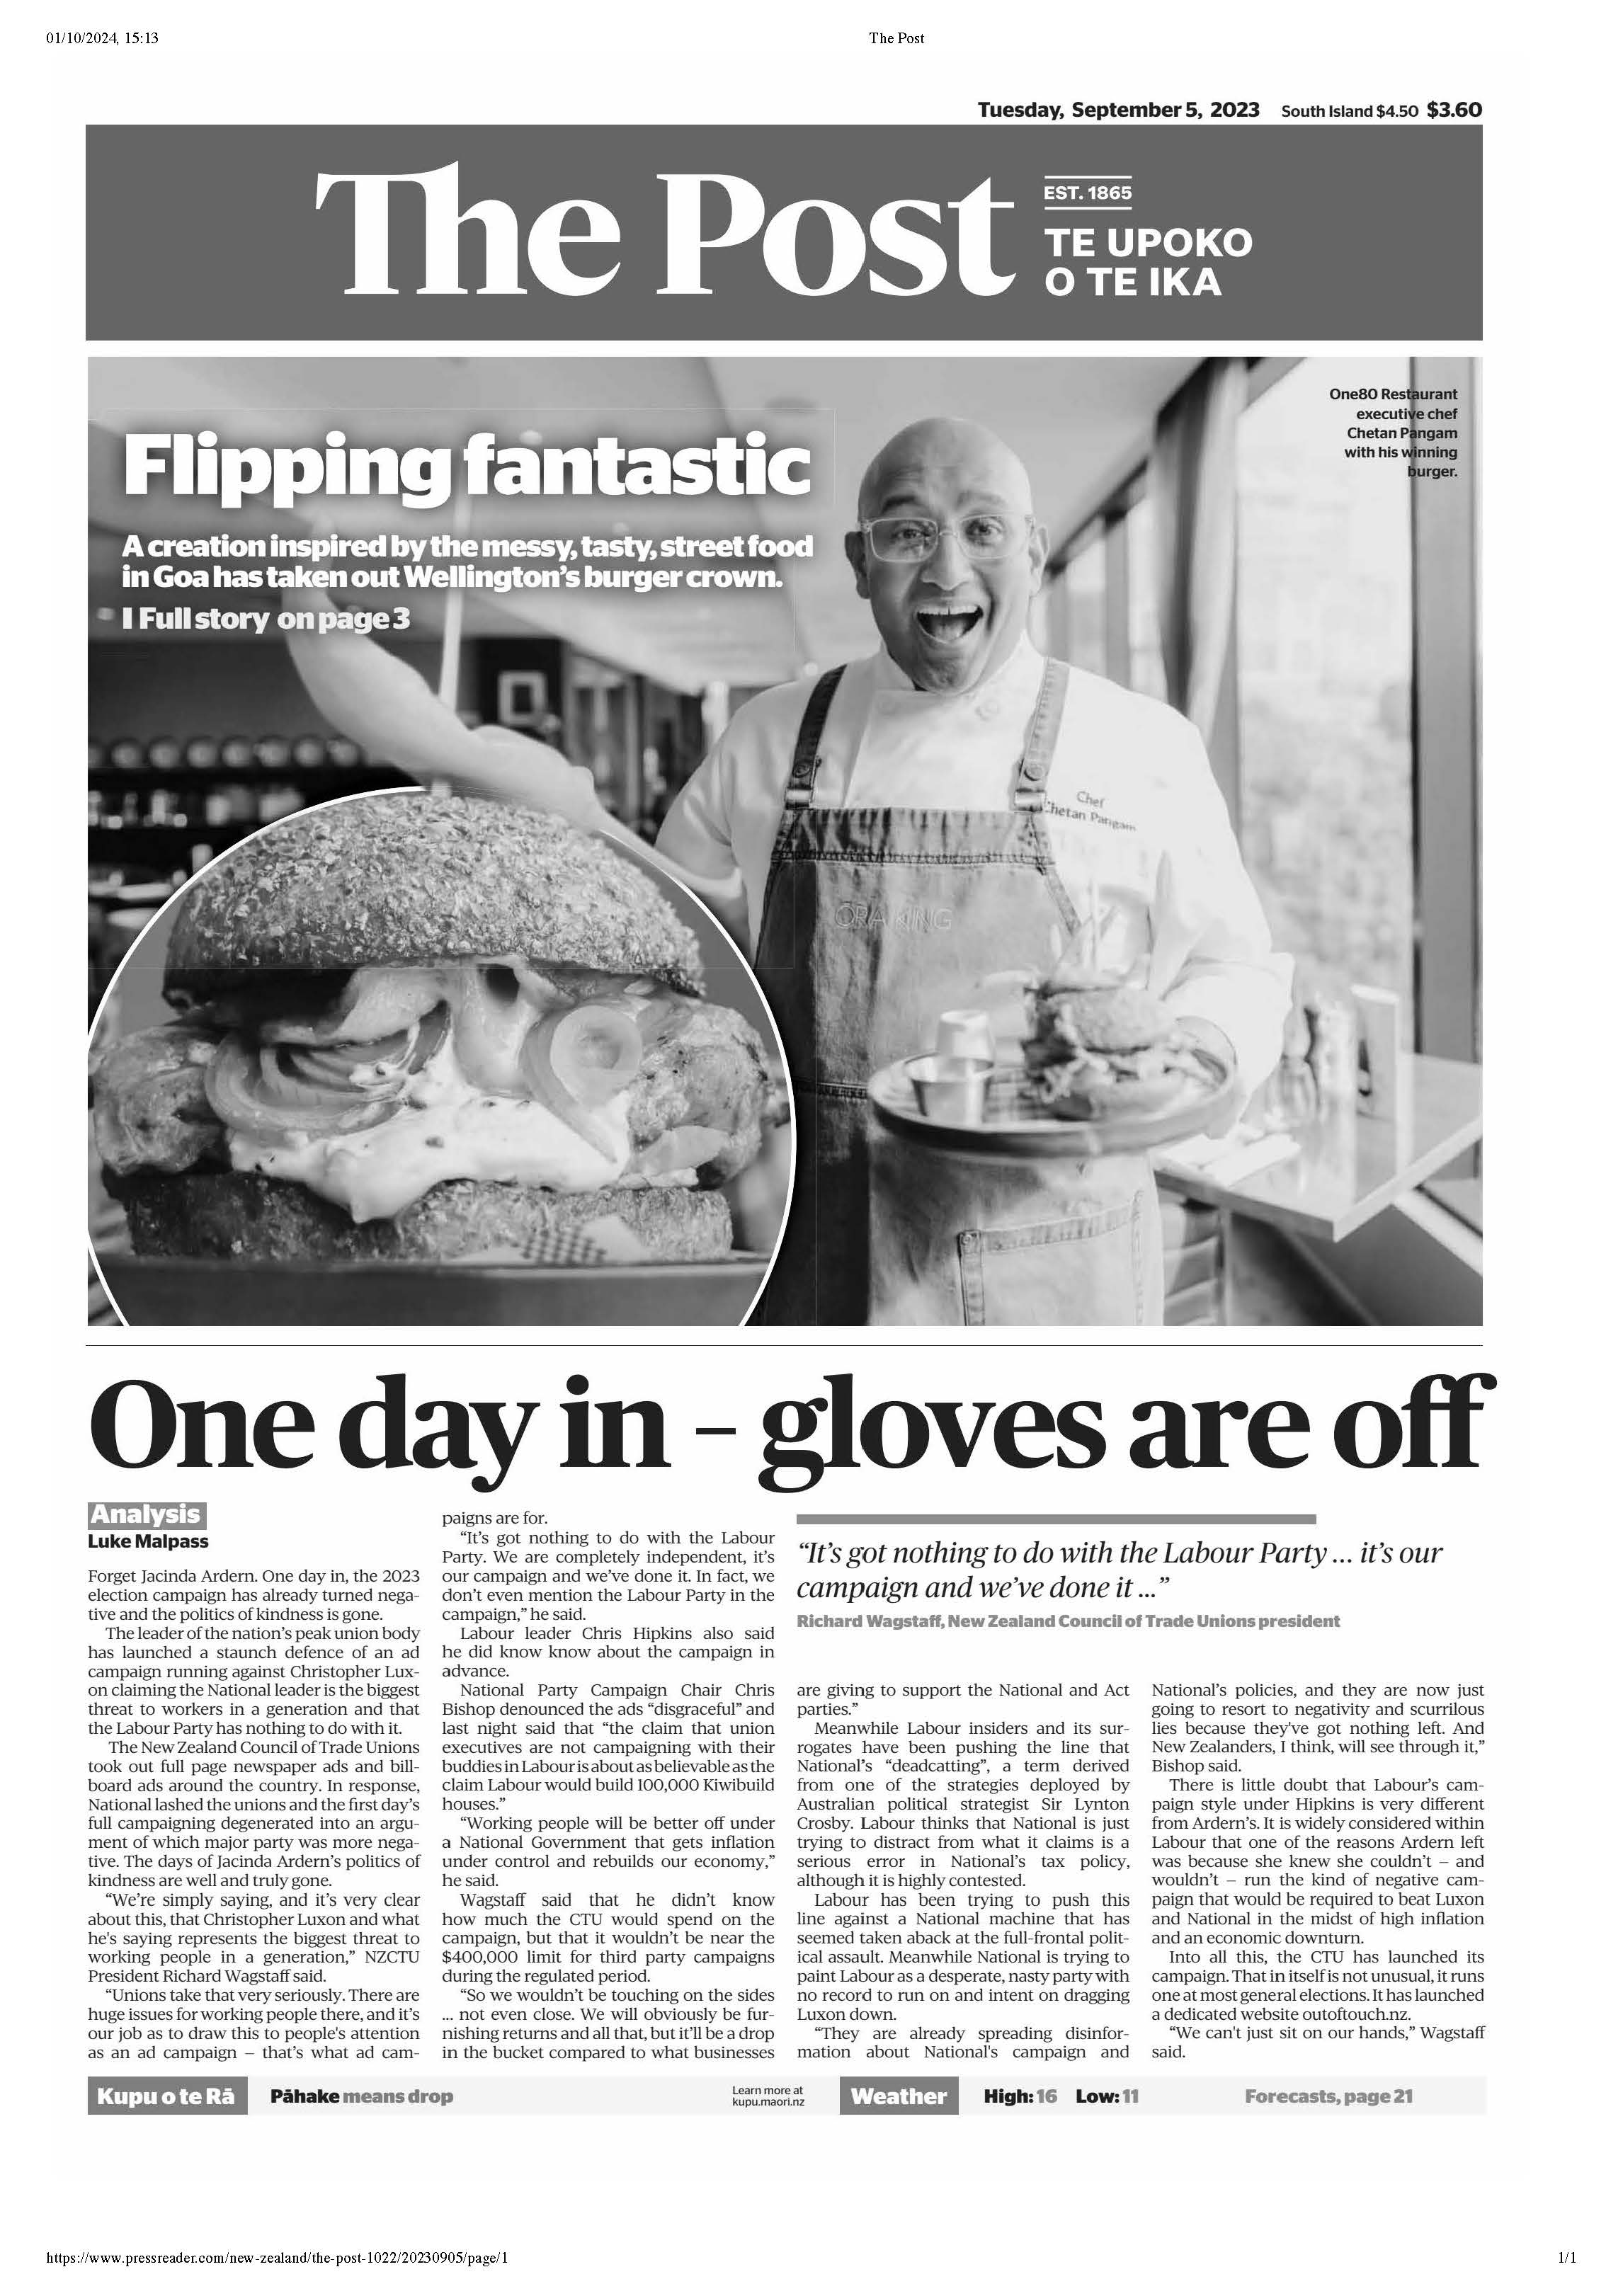 01/10/2024, 15:13
The Post
Tuesday, September 5, 2023 South Island $4.50 $3.60
The Post
EST. 1865
TE UPOKO
O TE IKA
One80 Restaurant
executive chef
Chetan Pangam
with his winning
burger.
Flipping fantastic
A creation inspired by the messy, tasty, street food
in Goa has taken out Wellington's burger crown.
I Full story on page 3
Chef
Chetan Pangam
ORA KING
One day in – gloves are off
Analysis
Luke Malpass
Forget Jacinda Ardern. One day in, the 2023
election campaign has already turned nega-
tive and the politics of kindness is gone.
The leader of the nation's peak union body
has launched a staunch defence of an ad
campaign running against Christopher Lux-
on claiming the National leader is the biggest
threat to workers in a generation and that
the Labour Party has nothing to do with it.
The New Zealand Council of Trade Unions
took out full page newspaper ads and bill-
board ads around the country. In response,
National lashed the unions and the first day's
full campaigning degenerated into an argu-
ment of which major party was more nega-
tive. The days of Jacinda Ardern's politics of
kindness are well and truly gone.
"We're simply saying, and it's very clear
about this, that Christopher Luxon and what
he's saying represents the biggest threat to
working people in a generation," NZCTU
President Richard Wagstaff said.
"Unions take that very seriously. There are
huge issues for working people there, and it's
our job as to draw this to people's attention
as an ad campaign – that's what ad cam-
paigns are for.
"It's got nothing to do with the Labour
Party. We are completely independent, it's
our campaign and we've done it. In fact, we
don't even mention the Labour Party in the
campaign," he said.
Labour leader Chris Hipkins also said
he did know know about the campaign in
advance.
National Party Campaign Chair Chris
Bishop denounced the ads "disgraceful" and
last night said that "the claim that union
executives are not campaigning with their
buddies in Labour is about as believable as the
claim Labour would build 100,000 Kiwibuild
houses."
"Working people will be better off under
a National Government that gets inflation
under control and rebuilds our economy,"
he said.
Wagstaff said that he didn't know
how much the CTU would spend on the
campaign, but that it wouldn't be near the
$400,000 limit for third party campaigns
during the regulated period.
"So we wouldn't be touching on the sides
... not even close. We will obviously be fur-
nishing returns and all that, but it'll be a drop
in the bucket compared to what businesses
"It's got nothing to do with the Labour Party ... it's our
campaign and we've done it ..."
Richard Wagstaff, New Zealand Council of Trade Unions president
are giving to support the National and Act
parties."
Meanwhile Labour insiders and its sur-
rogates have been pushing the line that
National's "deadcatting", a term derived
from one of the strategies deployed by
Australian political strategist Sir Lynton
Crosby. Labour thinks that National is just
trying to distract from what it claims is a
serious error in National's tax policy,
although it is highly contested.
Labour has been trying to push this
line against a National machine that has
seemed taken aback at the full-frontal polit-
ical assault. Meanwhile National is trying to
paint Labour as a desperate, nasty party with
no record to run on and intent on dragging
Luxon down.
"They are already spreading disinfor-
mation about National's campaign and
National's policies, and they are now just
going to resort to negativity and scurrilous
lies because they've got nothing left. And
New Zealanders, I think, will see through it,"
Bishop said.
There is little doubt that Labour's cam-
paign style under Hipkins is very different
from Ardern's. It is widely considered within
Labour that one of the reasons Ardern left
was because she knew she couldn't – and
wouldn't – run the kind of negative cam-
paign that would be required to beat Luxon
and National in the midst of high inflation
and an economic downturn.
Into all this, the CTU has launched its
campaign. That in itself is not unusual, it runs
one at most general elections. It has launched
a dedicated website outoftouch.nz.
"We can't just sit on our hands," Wagstaff
said.
Kupu o te Rā Pāhake means drop
Learn more at
kupu.maori.nz
Weather High: 16 Low: 11 Forecasts, page 21
https://www.pressreader.com/new-zealand/the-post-1022/20230905/page/1
1/1